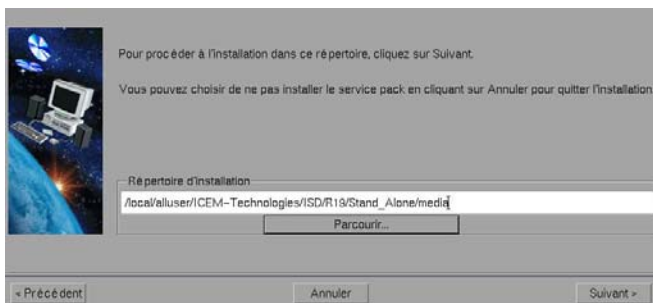 Pour procéder à l'installation dans ce répertoire, cliquez sur Suivant.
Vous pouvez choisir de ne pas installer le service pack en cliquant sur Annuler pour quitter l'installation
Répertoire d'installation
/local/alluser/ICEM-Technologies/ISD/R19/Stand_Alone/media
Parcourir...
< Précédent
Annuler
Suivant >